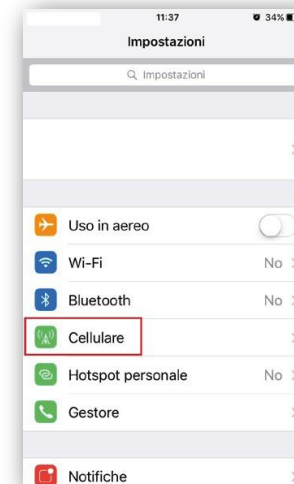 11:37 34%
Impostazioni
Impostazioni
Uso in aereo
Wi-Fi No
Bluetooth No
Cellulare
Hotspot personale No
Gestore
Notifiche